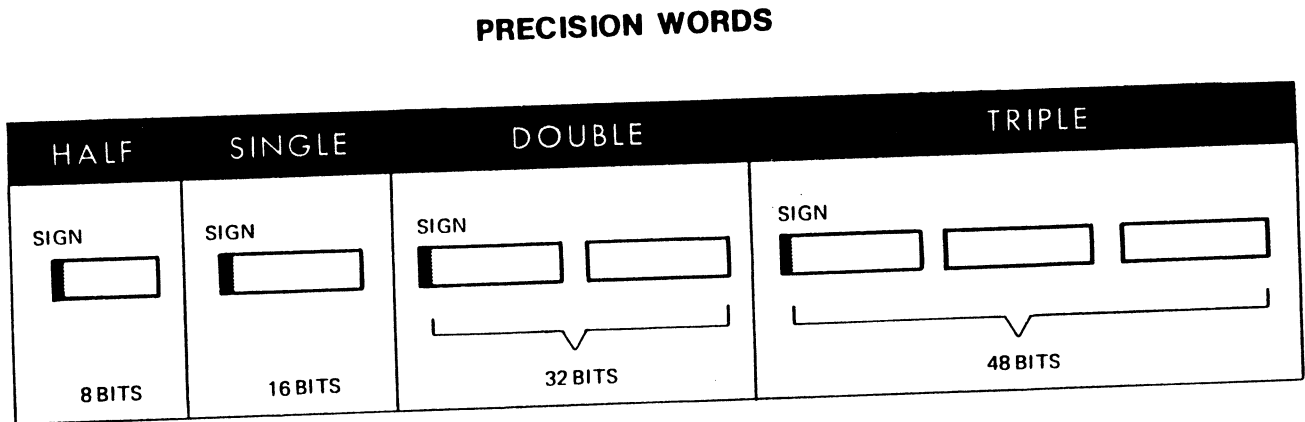 PRECISION WORDS
HALF SINGLE DOUBLE TRIPLE
SIGN SIGN SIGN SIGN
8 BITS 16 BITS 32 BITS 48 BITS